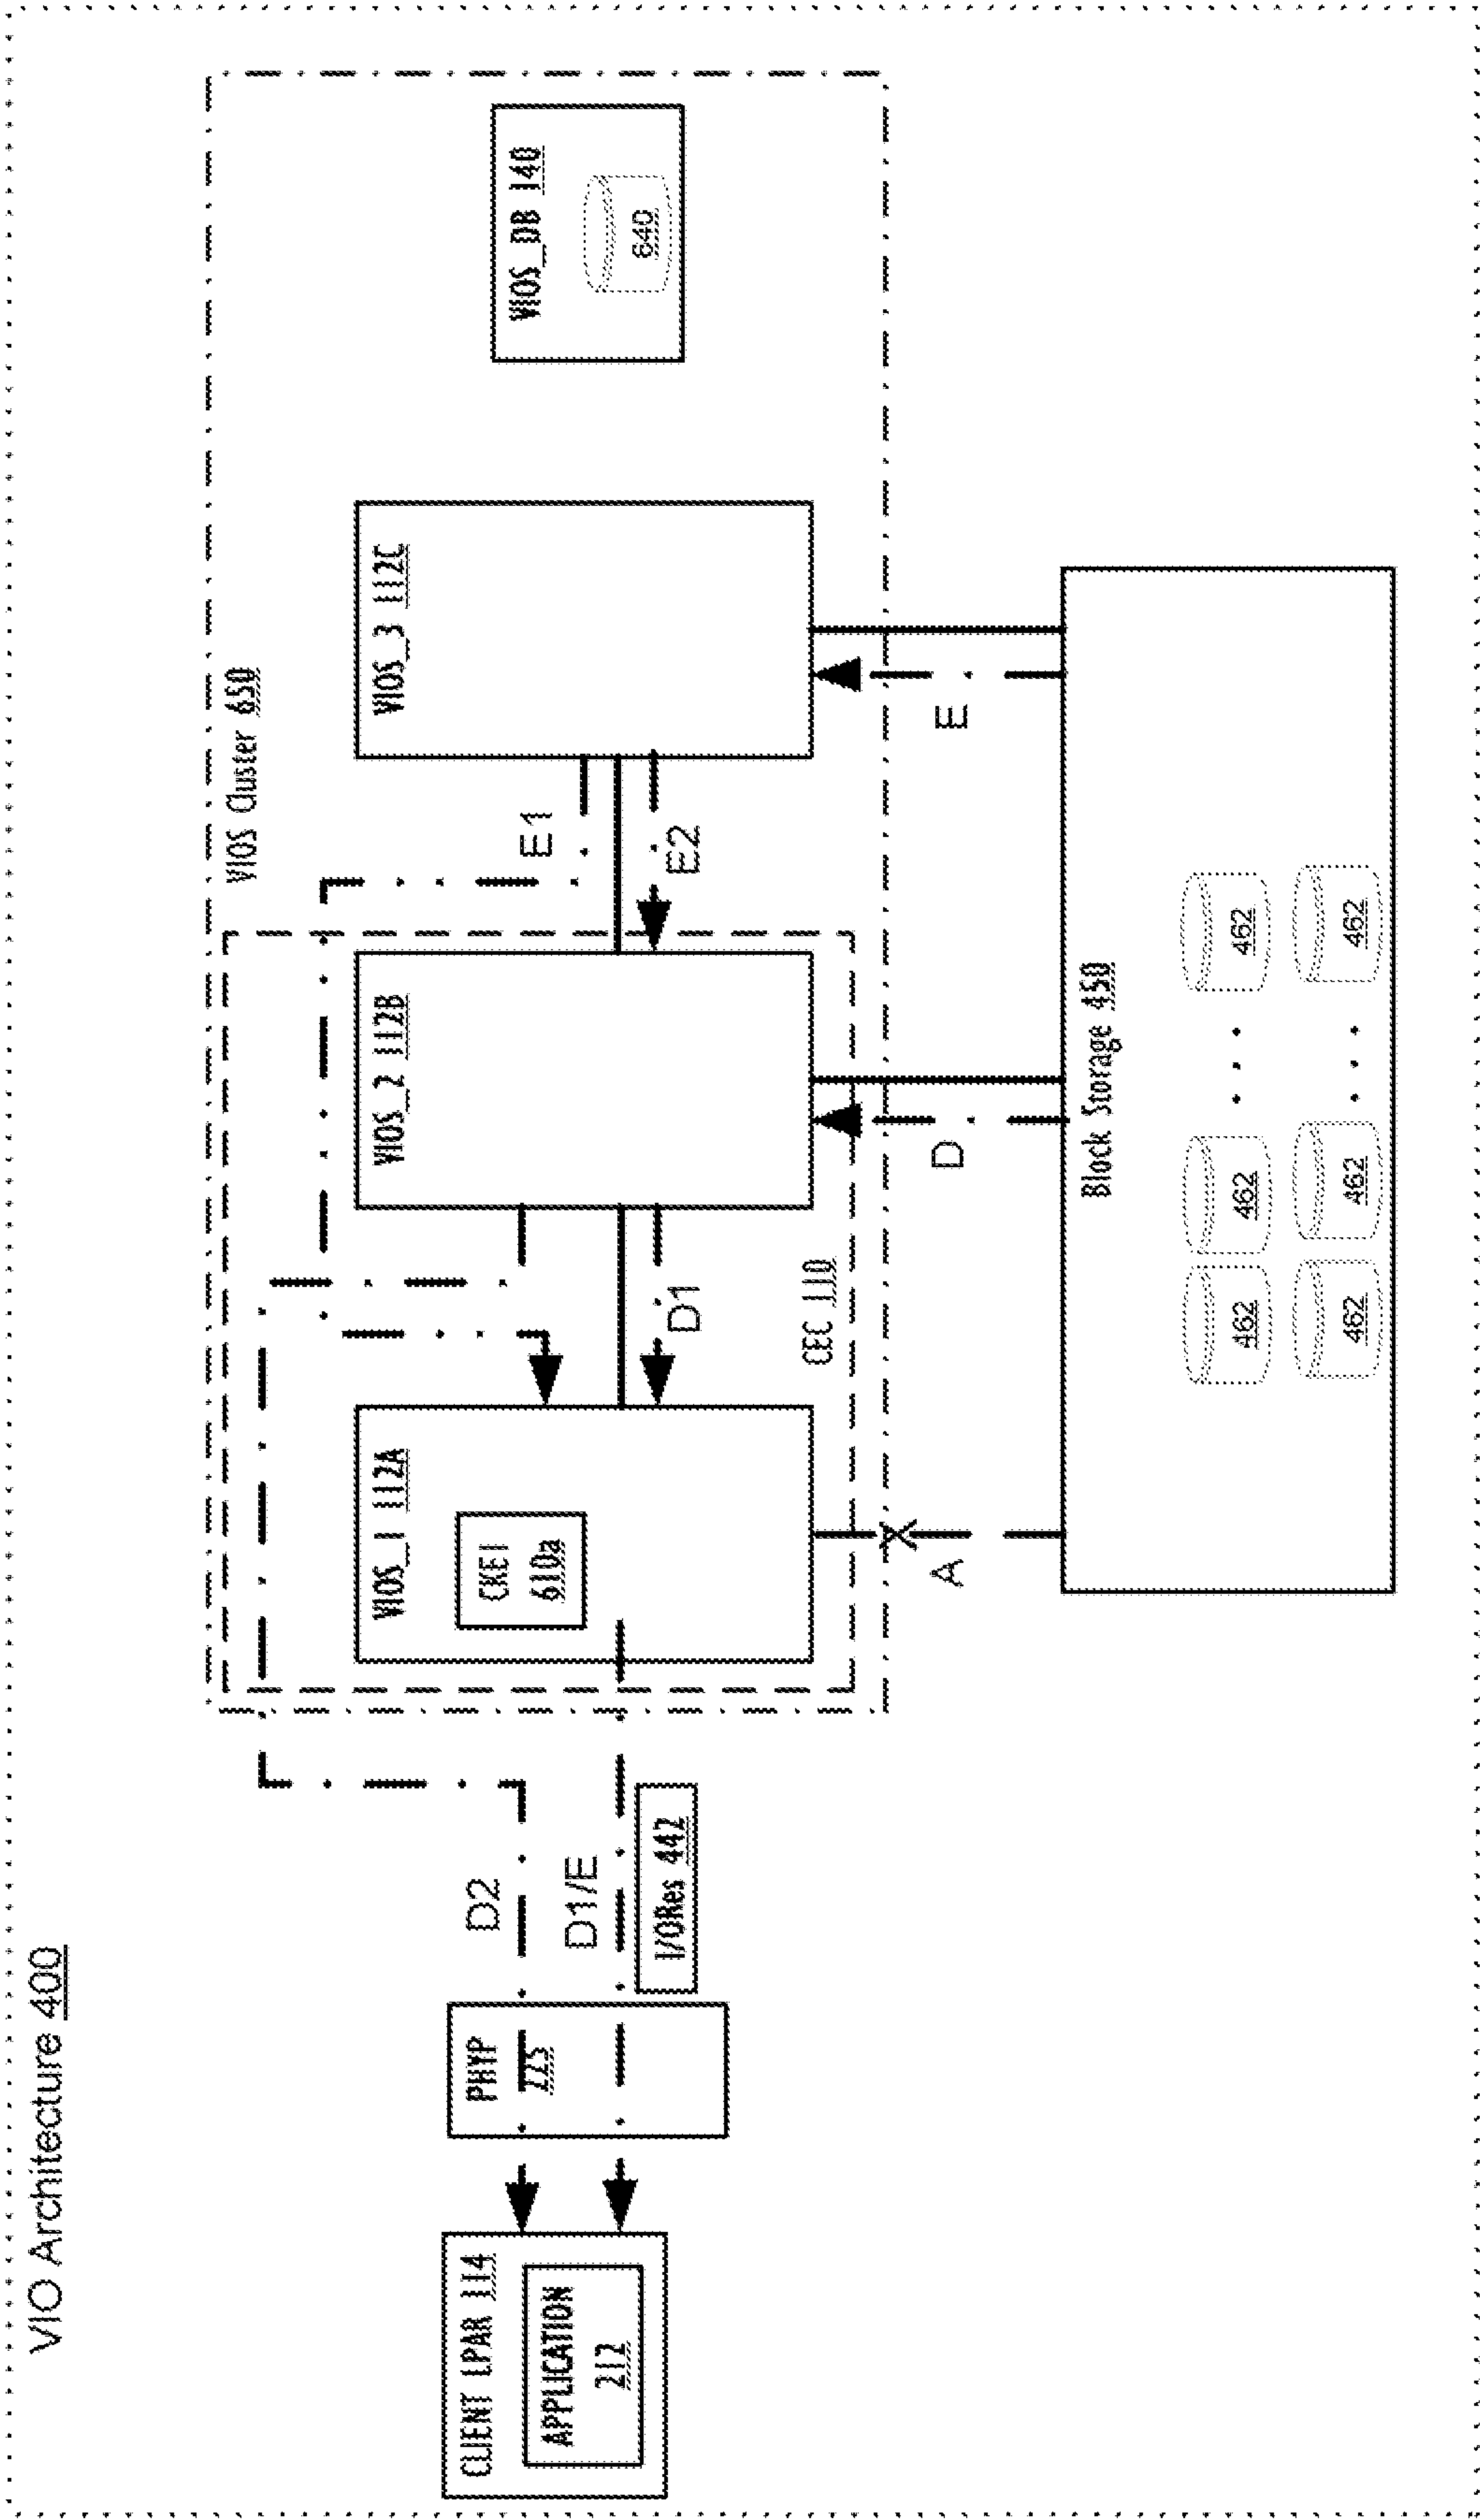 VIO Architecture 400
VIOS Cluster 650
CLIENT LPAR 114
APPLICATION
212
PHYP
225
D2
D1/E
I/ORes 442
VIOS_1 112A
CKE1
610a
D1
CEC 110
VIOS_2 112B
E1
E2
VIOS_3 112C
VIOS_DB 140
640
A
D
E
Block Storage 450
462
462
. . .
462
462
462
. . .
462